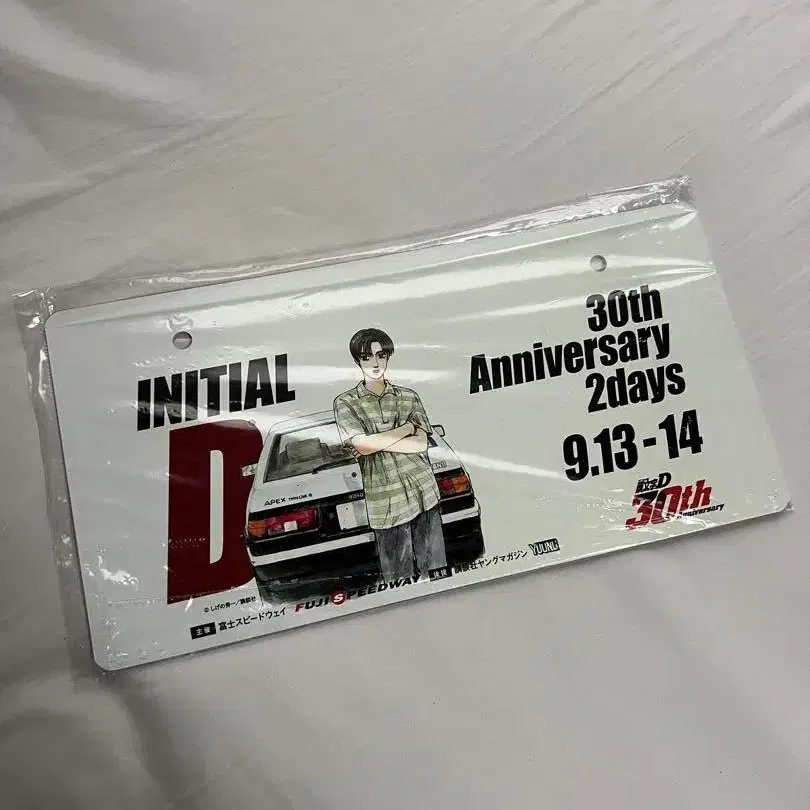 INITIAL
D
30th
Anniversary
2days
9.13-14
頭文字D
30th
Anniversary
APEX TWINCAM 16
© しげの秀一/講談社
主催 富士スピードウェイ FUJI SPEEDWAY 後援 講談社ヤングマガジン YOUNG